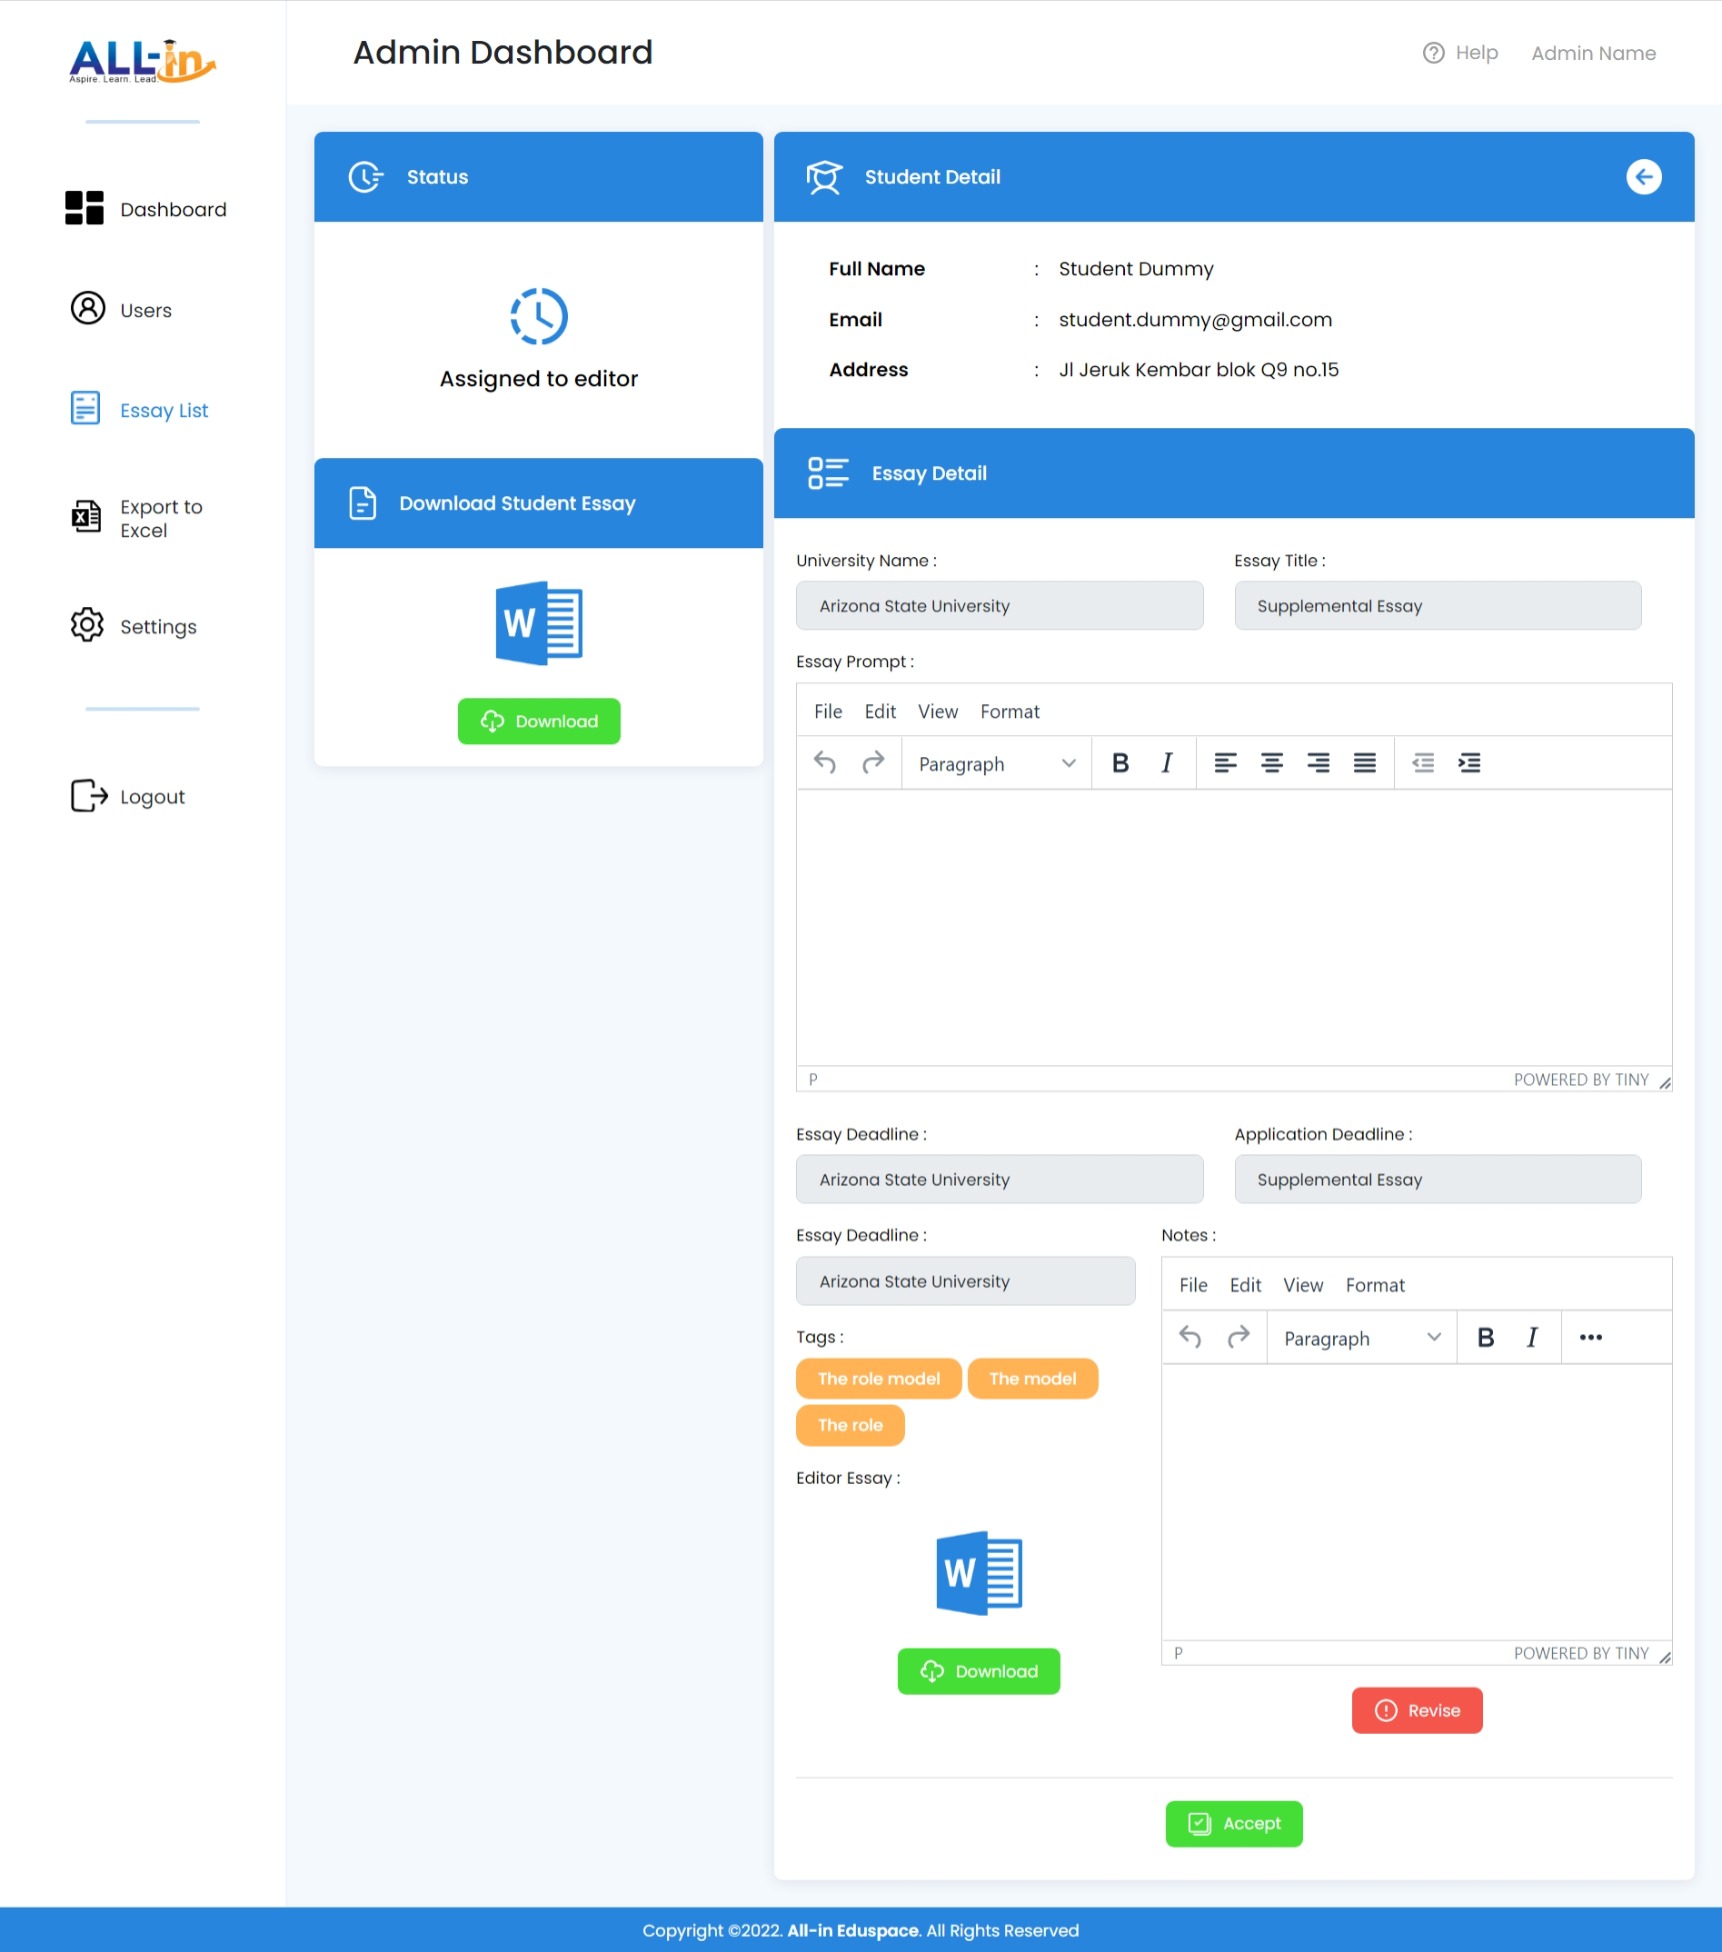 ALL-in
Aspire. Learn. Lead.
Admin Dashboard
Help
Admin Name
Dashboard
Users
Essay List
Export to
Excel
Settings
Logout
Status
Assigned to editor
Download Student Essay
W
Download
Student Detail
Full Name : Student Dummy
Email : student.dummy@gmail.com
Address : Jl Jeruk Kembar blok Q9 no.15
Essay Detail
University Name :
Arizona State University
Essay Title :
Supplemental Essay
Essay Prompt :
File Edit View Format
Paragraph B I
P POWERED BY TINY
Essay Deadline :
Arizona State University
Application Deadline :
Supplemental Essay
Essay Deadline :
Arizona State University
Tags :
The role model The model
The role
Editor Essay :
W
Download
Notes :
File Edit View Format
Paragraph B I
P POWERED BY TINY
Revise
Accept
Copyright ©2022. All-in Eduspace. All Rights Reserved